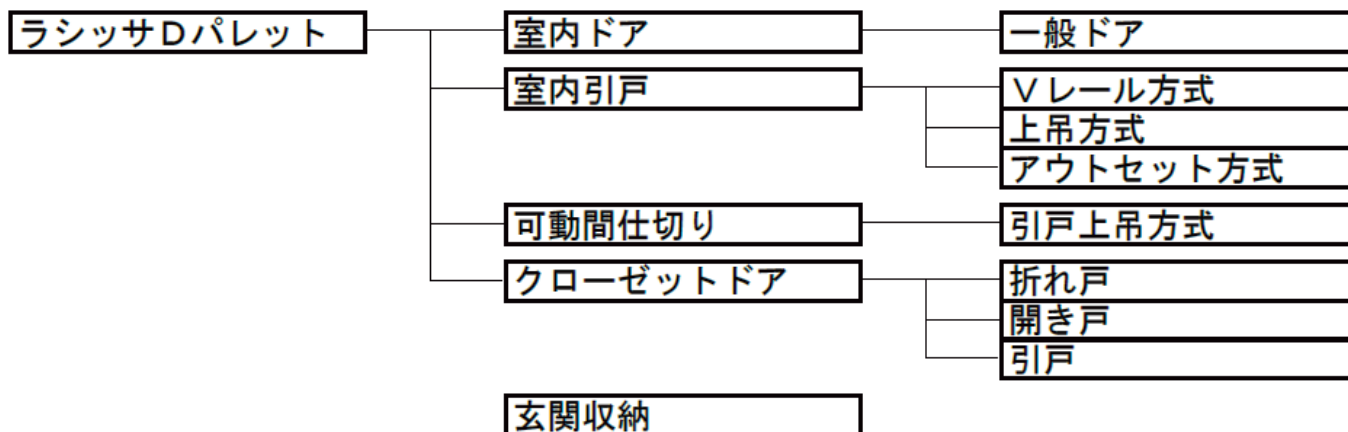 ラシッサDパレット
室内ドア
一般ドア
室内引戸
Vレール方式
上吊方式
アウトセット方式
可動間仕切り
引戸上吊方式
クローゼットドア
折れ戸
開き戸
引戸
玄関収納